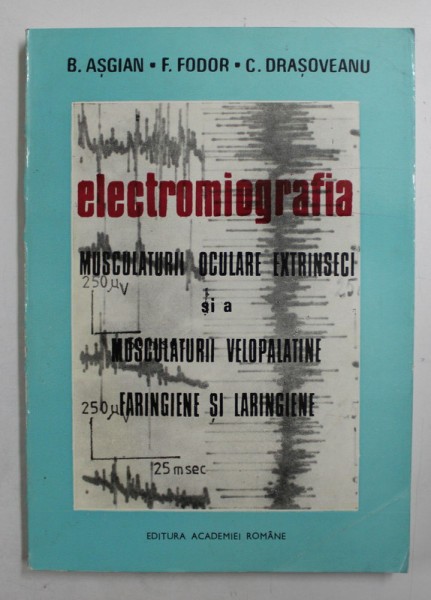 B. AȘGIAN • F. FODOR • C. DRAȘOVEANU
electromiografia
MUSCULATURII OCULARE EXTRINSECI
și a
250 μV
MUSCULATURII VELOPALATINE
250 μV
FARINGIENE ȘI LARINGIENE
25 msec
EDITURA ACADEMIEI ROMÂNE